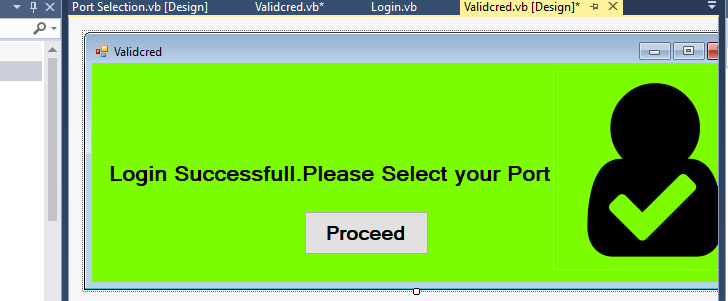 Port Selection.vb [Design] Validcred.vb* Login.vb Validcred.vb [Design]*
Validcred
Login Successfull.Please Select your Port
Proceed